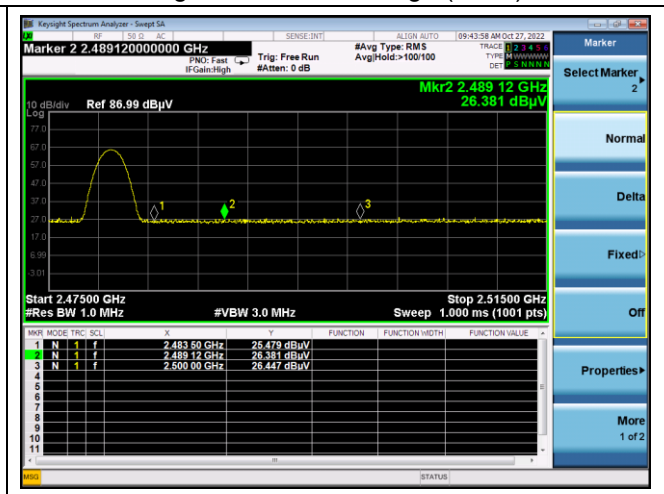 Keysight Spectrum Analyzer - Swept SA
RF 50 Ω AC SENSE:INT ALIGN AUTO 09:43:58 AM Oct 27, 2022
Marker 2 2.489120000000 GHz
PNO: Fast
IFGain:High
Trig: Free Run
#Atten: 0 dB
#Avg Type: RMS
Avg|Hold:>100/100
TRACE 1 2 3 4 5 6
TYPE M WWWWW
DET P S N N N N
Mkr2 2.489 12 GHz
26.381 dBµV
10 dB/div Ref 86.99 dBµV
Log
77.0
67.0
57.0
47.0
37.0
27.0
17.0
6.99
-3.01
1
2
3
Start 2.47500 GHz
Stop 2.51500 GHz
#Res BW 1.0 MHz
#VBW 3.0 MHz
Sweep 1.000 ms (1001 pts)
MKR MODE TRC SCL X Y FUNCTION FUNCTION WIDTH FUNCTION VALUE
1 N 1 f 2.483 50 GHz 25.479 dBuV
2 N 1 f 2.489 12 GHz 26.381 dBuV
3 N 1 f 2.500 00 GHz 26.447 dBuV
4
5
6
7
8
9
10
11
MSG
STATUS
Marker
Select Marker
2
Normal
Delta
Fixed
Off
Properties
More
1 of 2